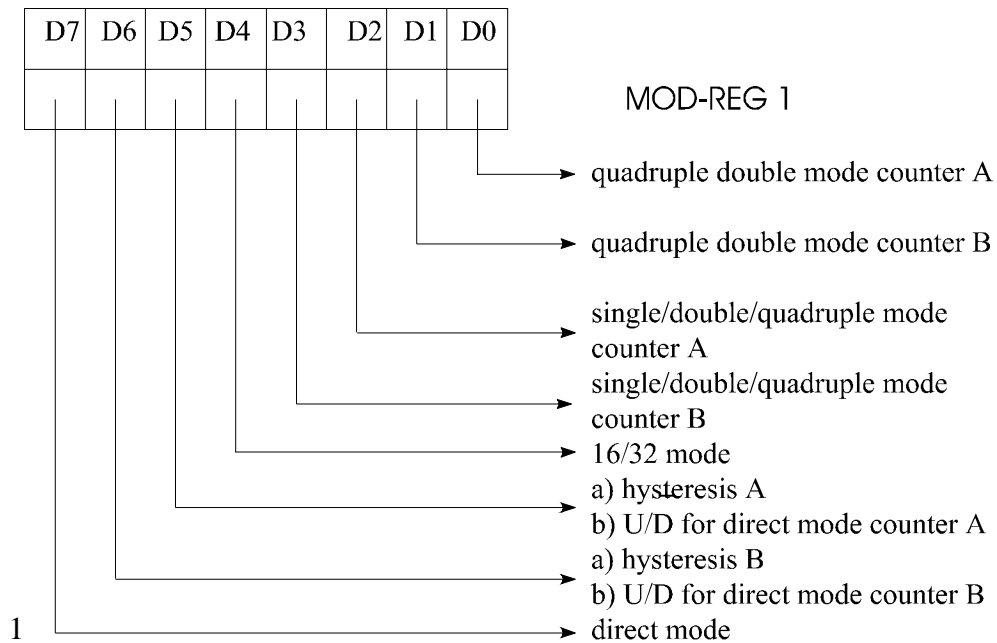 D7 D6 D5 D4 D3 D2 D1 D0
MOD-REG 1
quadruple double mode counter A
quadruple double mode counter B
single/double/quadruple mode
counter A
single/double/quadruple mode
counter B
16/32 mode
a) hysteresis A
b) U/D for direct mode counter A
a) hysteresis B
b) U/D for direct mode counter B
1 direct mode